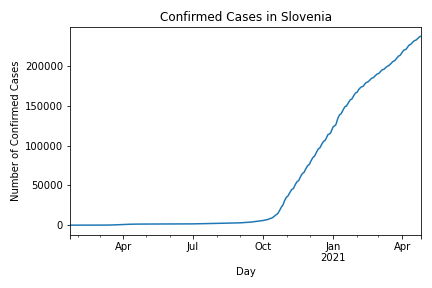 Confirmed Cases in Slovenia
Number of Confirmed Cases
200000
150000
100000
50000
0
Apr Jul Oct Jan Apr
2021
Day